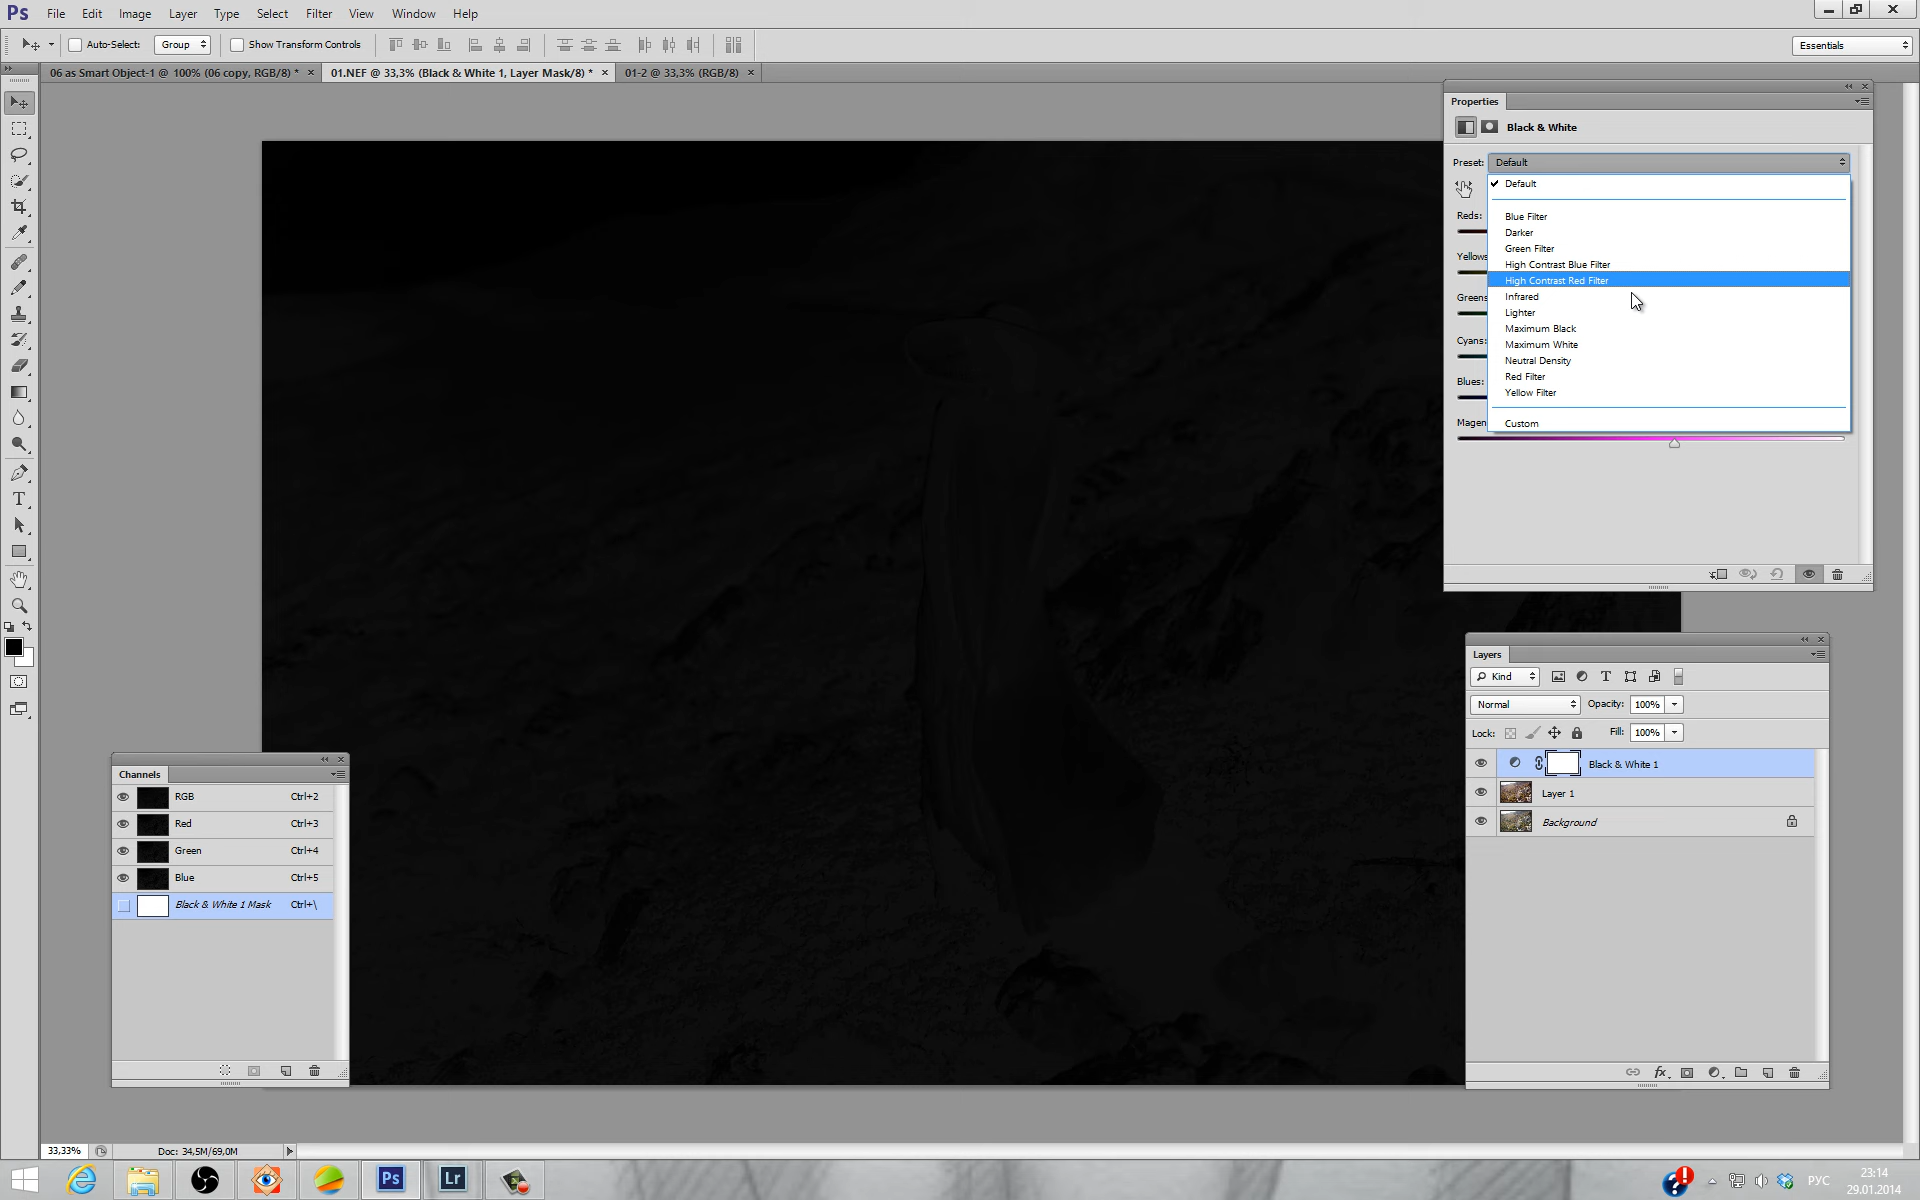 Ps File Edit Image Layer Type Select Filter View Window Help
Auto-Select: Group Show Transform Controls Essentials
06 as Smart Object-1 @ 100% (06 copy, RGB/8) * × 01.NEF @ 33,3% (Black & White 1, Layer Mask/8) * × 01-2 @ 33,3% (RGB/8) ×
Properties
Black & White
Preset: Default
Default
Reds:
Blue Filter
Darker
Green Filter
Yellows
High Contrast Blue Filter
High Contrast Red Filter
Greens
Infrared
Lighter
Maximum Black
Cyans:
Maximum White
Neutral Density
Blues:
Red Filter
Yellow Filter
Magen
Custom
Layers
Kind
Normal Opacity: 100%
Lock: Fill: 100%
Black & White 1
Layer 1
Background
Channels
RGB Ctrl+2
Red Ctrl+3
Green Ctrl+4
Blue Ctrl+5
Black & White 1 Mask Ctrl+\
33,33% Doc: 34,5M/69,0M
Ps Lr
РУС
23:14
29.01.2014